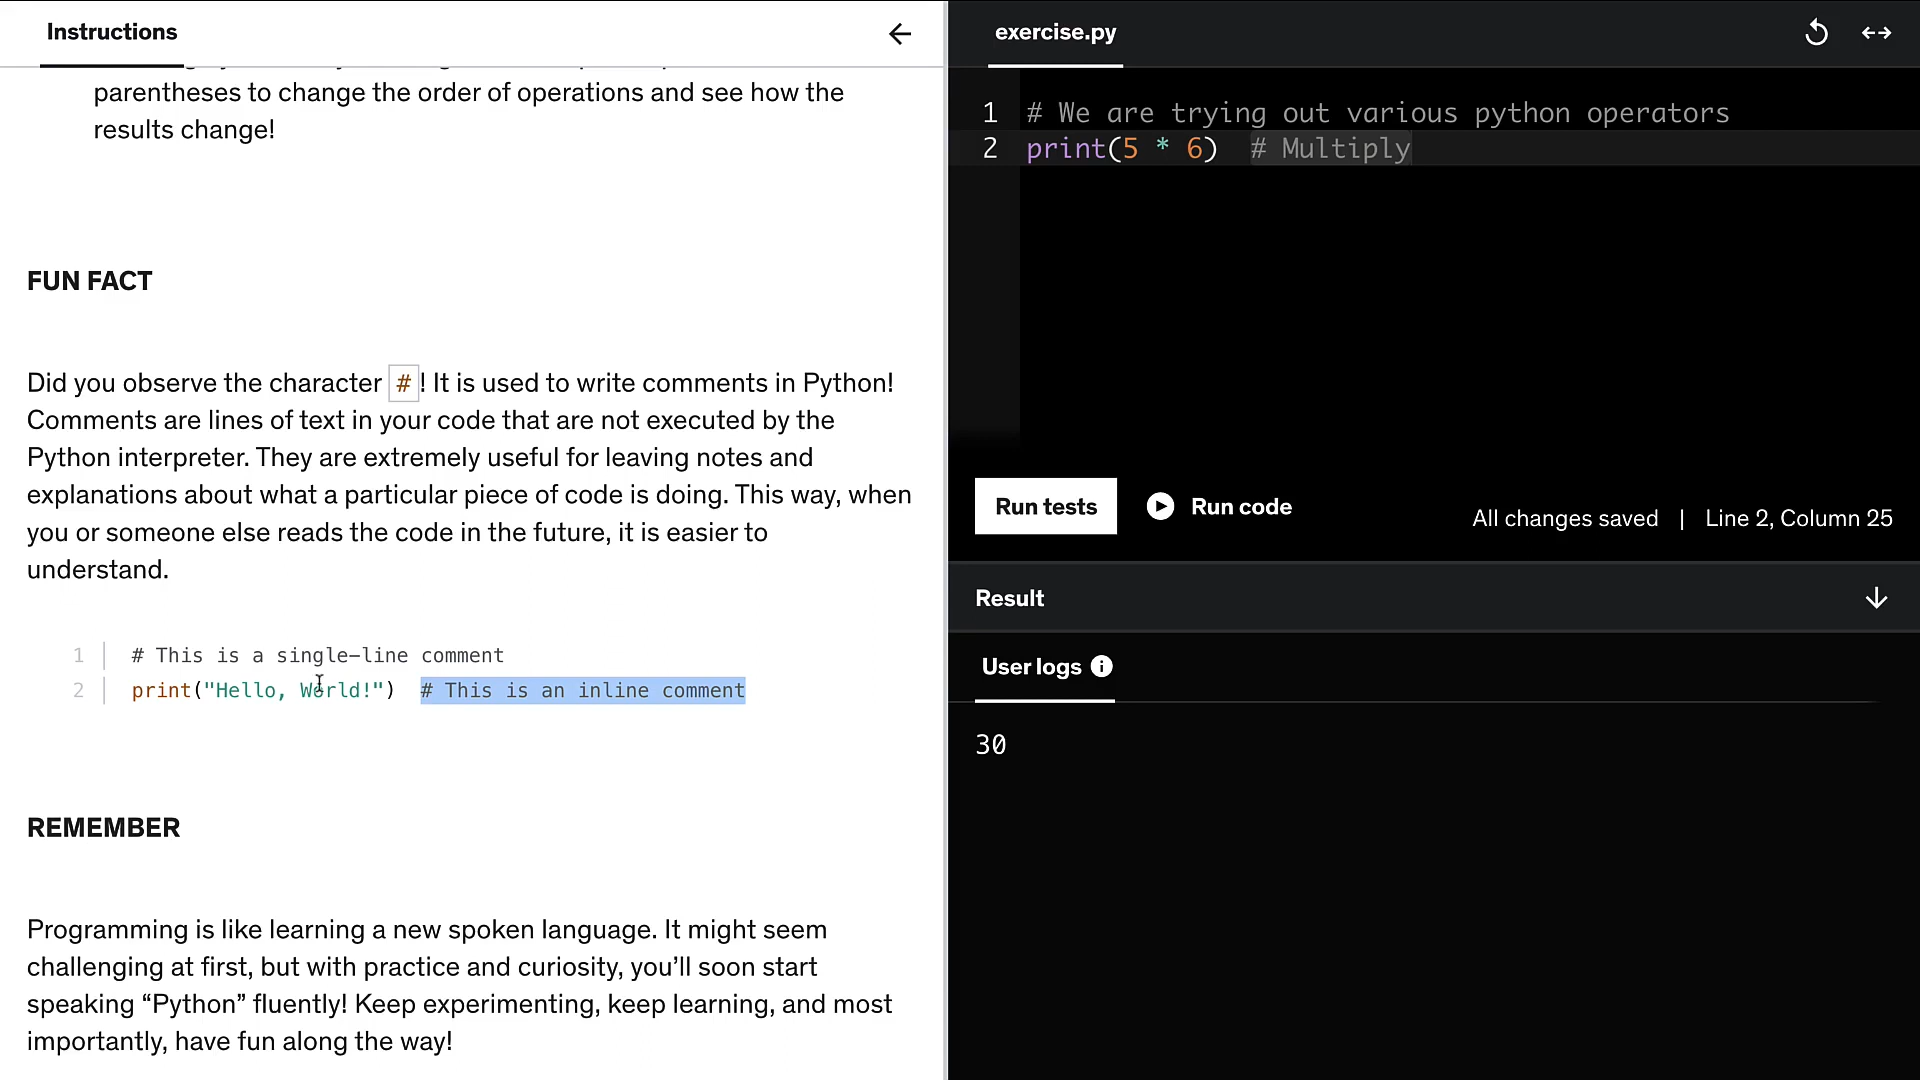 Instructions
parentheses to change the order of operations and see how the
results change!
FUN FACT
Did you observe the character #! It is used to write comments in Python!
Comments are lines of text in your code that are not executed by the
Python interpreter. They are extremely useful for leaving notes and
explanations about what a particular piece of code is doing. This way, when
you or someone else reads the code in the future, it is easier to
understand.
1 # This is a single-line comment
2 print("Hello, World!")  # This is an inline comment
REMEMBER
Programming is like learning a new spoken language. It might seem
challenging at first, but with practice and curiosity, you’ll soon start
speaking “Python” fluently! Keep experimenting, keep learning, and most
importantly, have fun along the way!
exercise.py
1 # We are trying out various python operators
2 print(5 * 6)  # Multiply
Run tests
Run code
All changes saved | Line 2, Column 25
Result
User logs
30